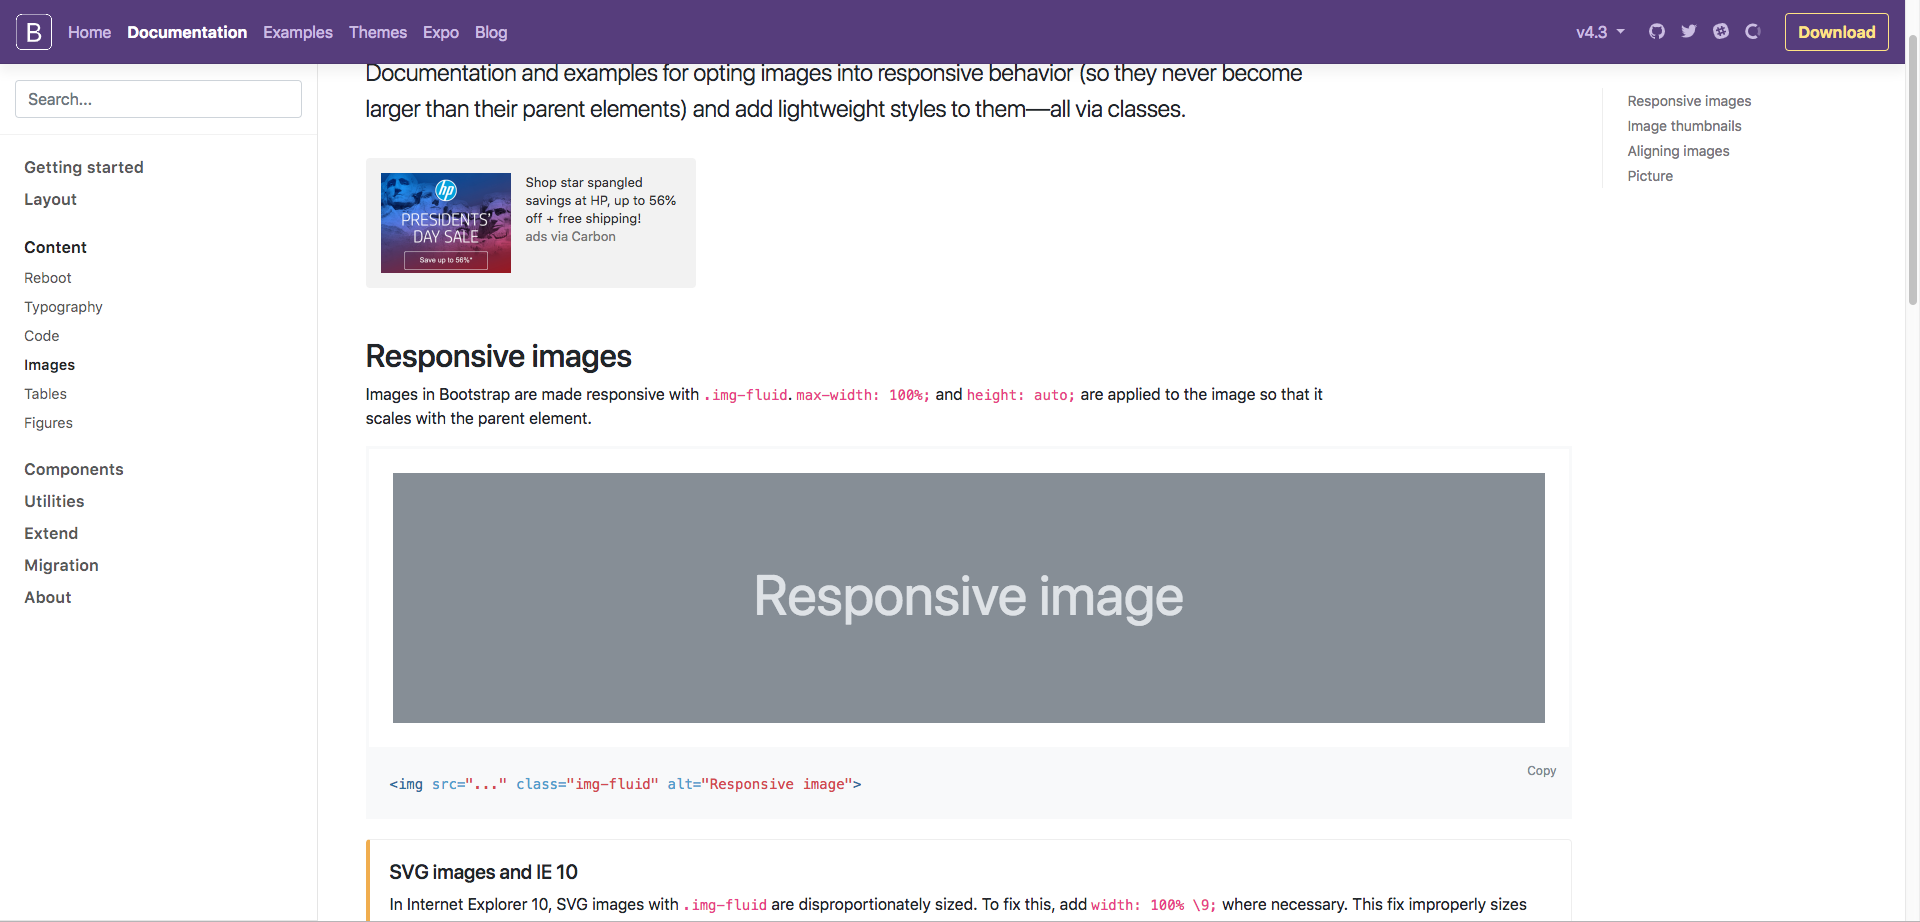 B Home Documentation Examples Themes Expo Blog v4.3 Download
Search...
Getting started
Layout
Content
Reboot
Typography
Code
Images
Tables
Figures
Components
Utilities
Extend
Migration
About
Documentation and examples for opting images into responsive behavior (so they never become
larger than their parent elements) and add lightweight styles to them—all via classes.
hp
PRESIDENTS'
DAY SALE
Save up to 56%*
Shop star spangled
savings at HP, up to 56%
off + free shipping!
ads via Carbon
Responsive images
Images in Bootstrap are made responsive with .img-fluid. max-width: 100%; and height: auto; are applied to the image so that it
scales with the parent element.
Responsive image
Copy
<img src="..." class="img-fluid" alt="Responsive image">
SVG images and IE 10
In Internet Explorer 10, SVG images with .img-fluid are disproportionately sized. To fix this, add width: 100% \9; where necessary. This fix improperly sizes
Responsive images
Image thumbnails
Aligning images
Picture